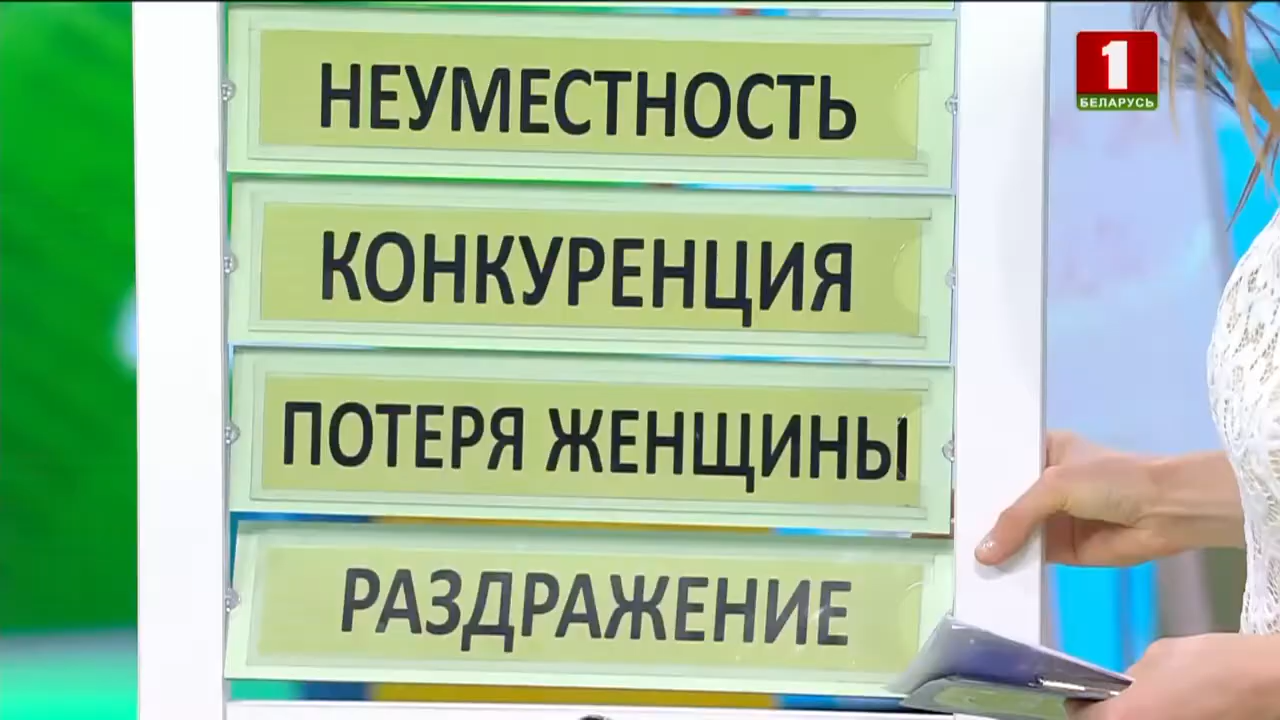 1
БЕЛАРУСЬ
НЕУМЕСТНОСТЬ
КОНКУРЕНЦИЯ
ПОТЕРЯ ЖЕНЩИНЫ
РАЗДРАЖЕНИЕ